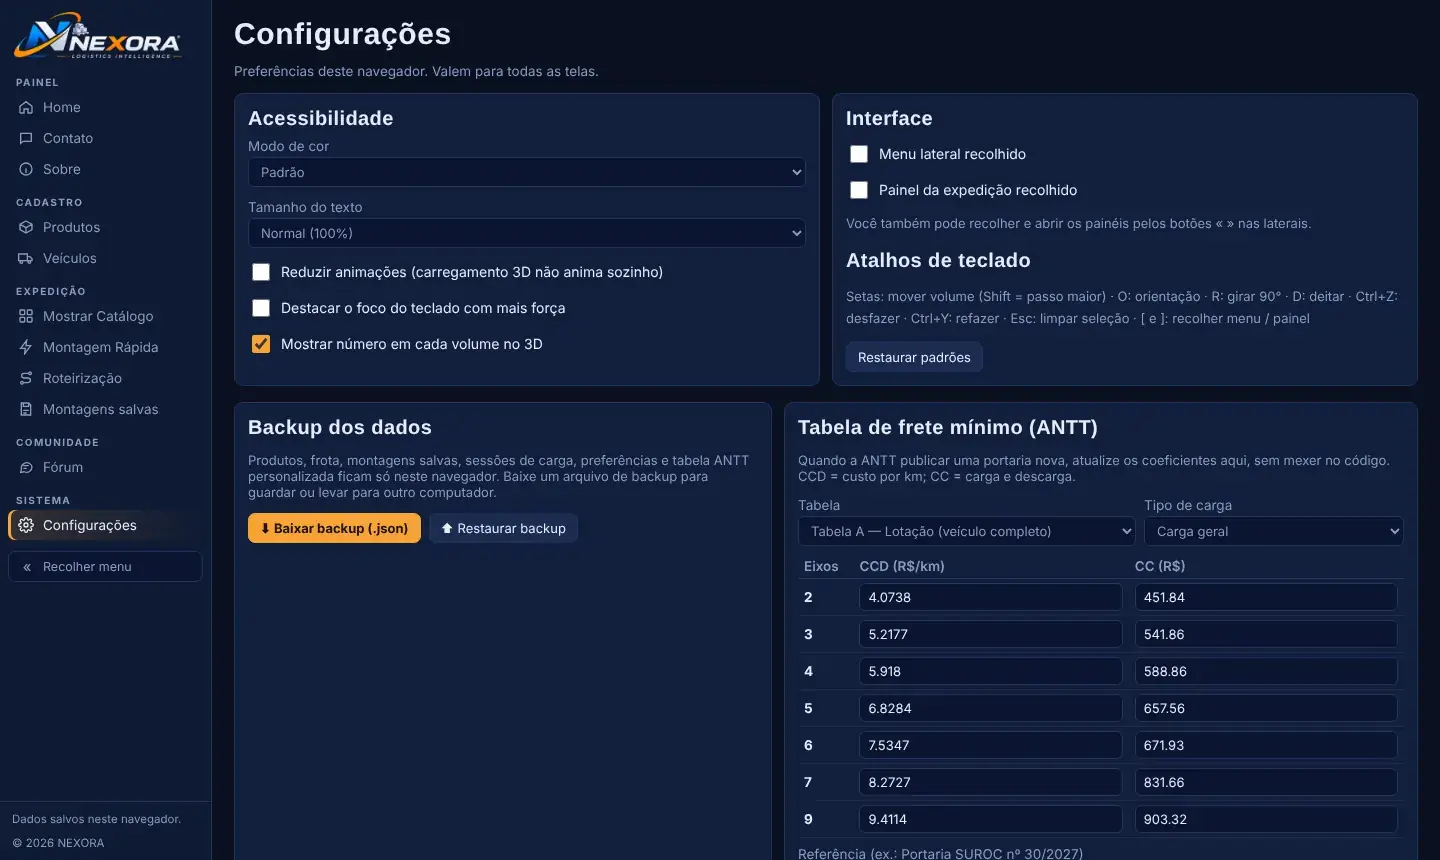 NEXORA
LOGISTICS INTELLIGENCE
PAINEL
Home
Contato
Sobre
CADASTRO
Produtos
Veículos
EXPEDIÇÃO
Mostrar Catálogo
Montagem Rápida
Roteirização
Montagens salvas
COMUNIDADE
Fórum
SISTEMA
Configurações
« Recolher menu
Dados salvos neste navegador.
© 2026 NEXORA
Configurações
Preferências deste navegador. Valem para todas as telas.
Acessibilidade
Modo de cor
Padrão
Tamanho do texto
Normal (100%)
Reduzir animações (carregamento 3D não anima sozinho)
Destacar o foco do teclado com mais força
Mostrar número em cada volume no 3D
Interface
Menu lateral recolhido
Painel da expedição recolhido
Você também pode recolher e abrir os painéis pelos botões « » nas laterais.
Atalhos de teclado
Setas: mover volume (Shift = passo maior) · O: orientação · R: girar 90° · D: deitar · Ctrl+Z:
desfazer · Ctrl+Y: refazer · Esc: limpar seleção · [ e ]: recolher menu / painel
Restaurar padrões
Backup dos dados
Produtos, frota, montagens salvas, sessões de carga, preferências e tabela ANTT
personalizada ficam só neste navegador. Baixe um arquivo de backup para
guardar ou levar para outro computador.
⬇ Baixar backup (.json) ⬆ Restaurar backup
Tabela de frete mínimo (ANTT)
Quando a ANTT publicar uma portaria nova, atualize os coeficientes aqui, sem mexer no código.
CCD = custo por km; CC = carga e descarga.
Tabela Tipo de carga
Tabela A — Lotação (veículo completo) Carga geral
Eixos CCD (R$/km) CC (R$)
2 4.0738 451.84
3 5.2177 541.86
4 5.918 588.86
5 6.8284 657.56
6 7.5347 671.93
7 8.2727 831.66
9 9.4114 903.32
Referência (ex.: Portaria SUROC nº 30/2027)